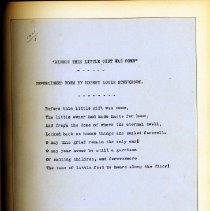 "BEFORE THIS LITTLE GIFT WAS COME"
UNPUBLISHED POEM BY ROBERT LOUIS STEVENSON.
Before this little gift was come,
The little owner had made haste for home,
And from the door of where the eternal dwell,
Looked back on human things and smiled farewell.
O may this grief remain the only one!
O may your house be still a garrison
Of smiling children, and forevermore
The tune of little feet be heard along the floor!